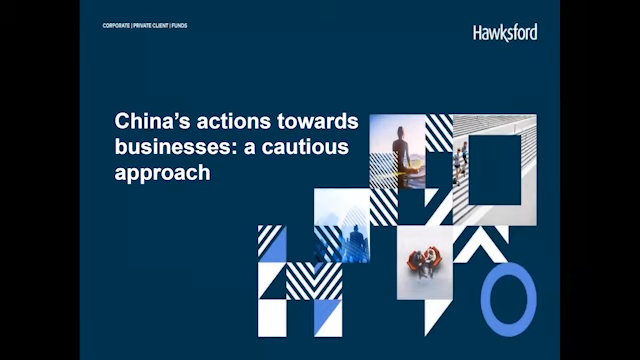 CORPORATE | PRIVATE CLIENT | FUNDS
Hawksford
China's actions towards
businesses: a cautious
approach